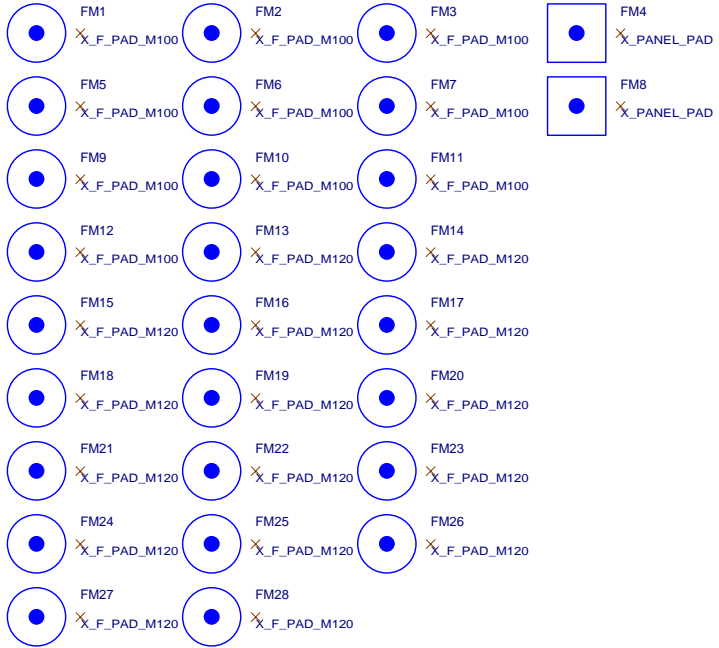 FM1
X_F_PAD_M100
FM2
X_F_PAD_M100
FM3
X_F_PAD_M100
FM4
X_PANEL_PAD
FM5
X_F_PAD_M100
FM6
X_F_PAD_M100
FM7
X_F_PAD_M100
FM8
X_PANEL_PAD
FM9
X_F_PAD_M100
FM10
X_F_PAD_M100
FM11
X_F_PAD_M100
FM12
X_F_PAD_M100
FM13
X_F_PAD_M120
FM14
X_F_PAD_M120
FM15
X_F_PAD_M120
FM16
X_F_PAD_M120
FM17
X_F_PAD_M120
FM18
X_F_PAD_M120
FM19
X_F_PAD_M120
FM20
X_F_PAD_M120
FM21
X_F_PAD_M120
FM22
X_F_PAD_M120
FM23
X_F_PAD_M120
FM24
X_F_PAD_M120
FM25
X_F_PAD_M120
FM26
X_F_PAD_M120
FM27
X_F_PAD_M120
FM28
X_F_PAD_M120